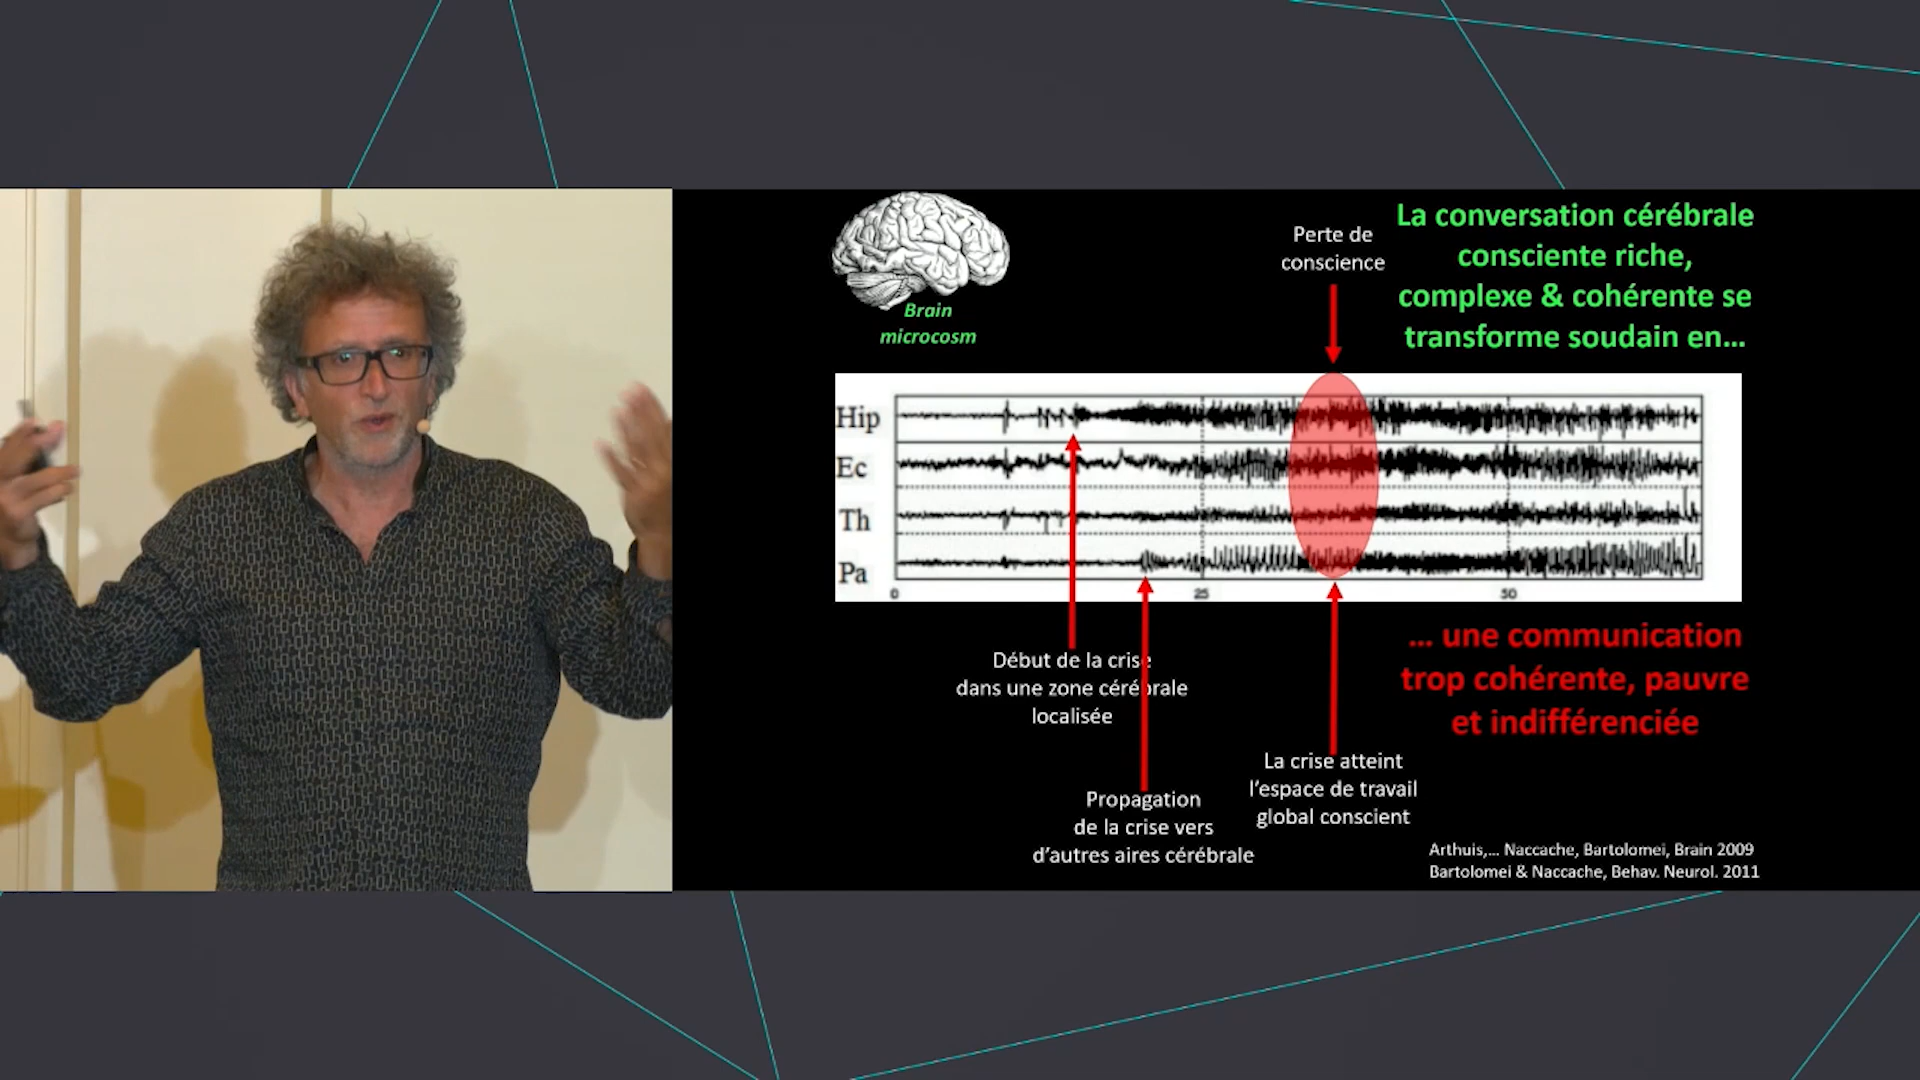 Brain
microcosm
Perte de
conscience
La conversation cérébrale
consciente riche,
complexe & cohérente se
transforme soudain en...
Hip
Ec
Th
Pa
0
25
50
Début de la crise
dans une zone cérébrale
localisée
Propagation
de la crise vers
d'autres aires cérébrale
La crise atteint
l'espace de travail
global conscient
... une communication
trop cohérente, pauvre
et indifférenciée
Arthuis,... Naccache, Bartolomei, Brain 2009
Bartolomei & Naccache, Behav. Neurol. 2011